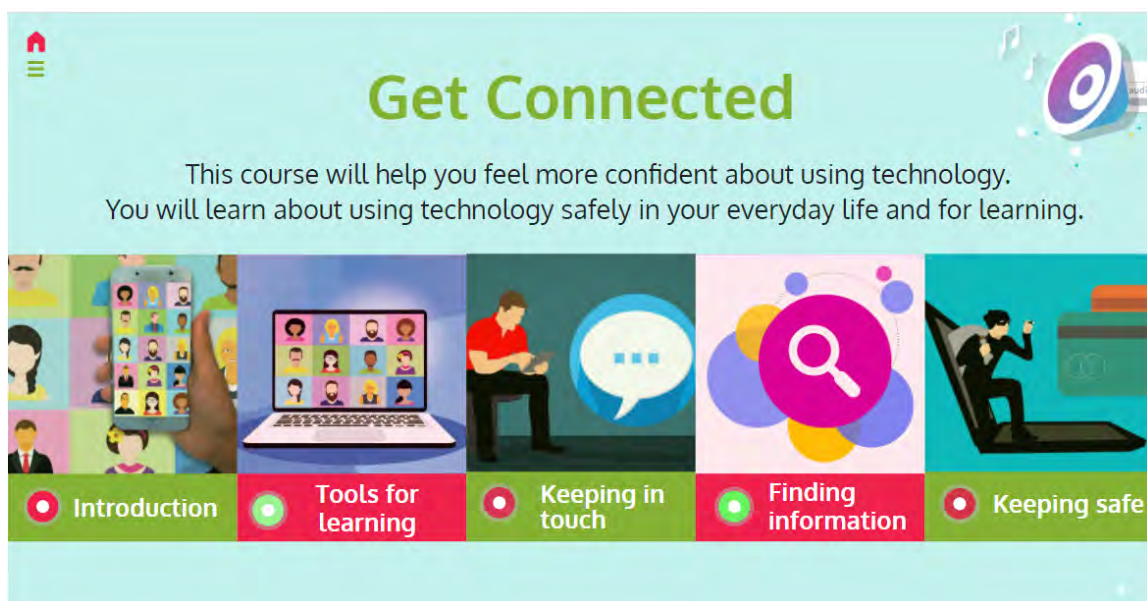 Get Connected
audi
This course will help you feel more confident about using technology.
You will learn about using technology safely in your everyday life and for learning.
Introduction
Tools for
learning
Keeping in
touch
Finding
information
Keeping safe